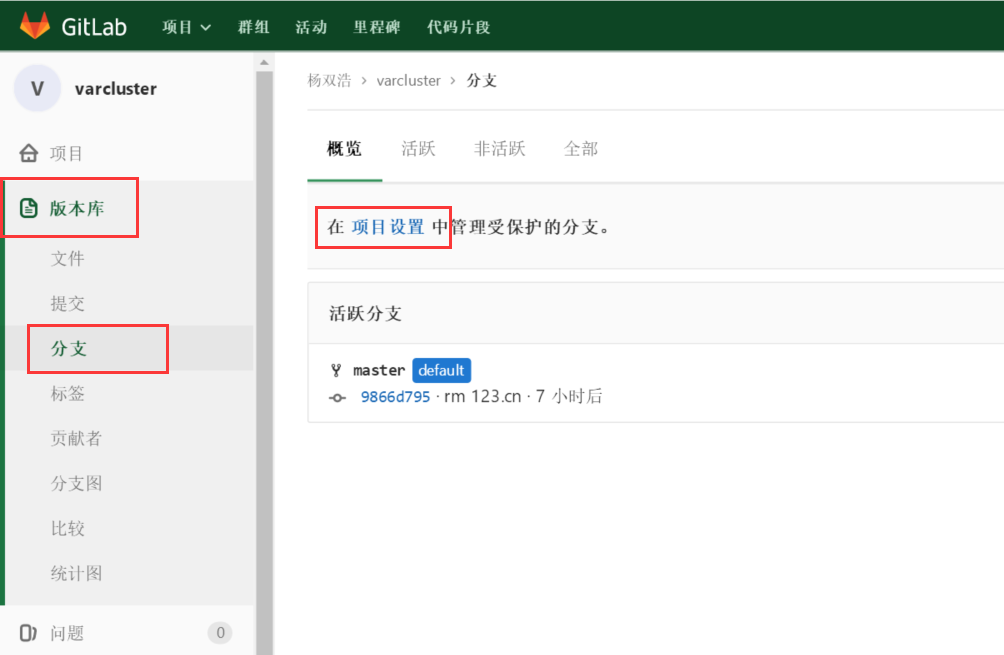 GitLab 项目 群组 活动 里程碑 代码片段
V varcluster
项目
版本库
文件
提交
分支
标签
贡献者
分支图
比较
统计图
问题 0
杨双浩 > varcluster > 分支
概览 活跃 非活跃 全部
在 项目设置 中管理受保护的分支。
活跃分支
master default
9866d795 · rm 123.cn · 7 小时后